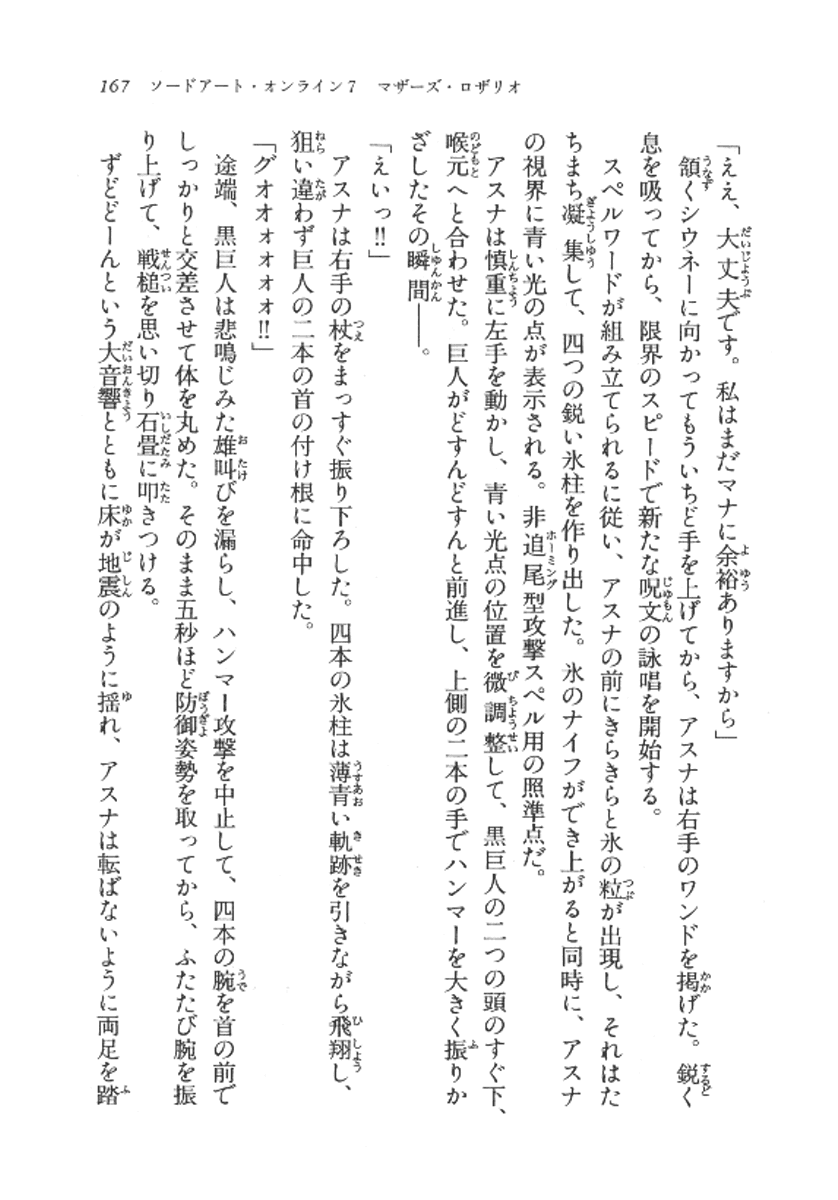 167　ソードアート・オンライン7　マザーズ・ロザリオ
「ええ、大丈夫です。私はまだマナに余裕ありますから」
　頷くシウネーに向かってもういちど手を上げてから、アスナは右手のワンドを掲げた。鋭く
息を吸ってから、限界のスピードで新たな呪文の詠唱を開始する。
　スペルワードが組み立てられるに従い、アスナの前にきらきらと氷の粒が出現し、それはた
ちまち凝集して、四つの鋭い氷柱を作り出した。氷のナイフができ上がると同時に、アスナ
の視界に青い光の点が表示される。非追尾型攻撃スペル用の照準点だ。
　アスナは慎重に左手を動かし、青い光点の位置を微調整して、黒巨人の二つの頭のすぐ下、
喉元へと合わせた。巨人がどすんどすんと前進し、上側の二本の手でハンマーを大きく振りか
ざしたその瞬間――。
「えいっ!!」
　アスナは右手の杖をまっすぐ振り下ろした。四本の氷柱は薄青い軌跡を引きながら飛翔し、
狙い違わず巨人の二本の首の付け根に命中した。
「グオオォォォォ!!」
　途端、黒巨人は悲鳴じみた雄叫びを漏らし、ハンマー攻撃を中止して、四本の腕を首の前で
しっかりと交差させて体を丸めた。そのまま五秒ほど防御姿勢を取ってから、ふたたび腕を振
り上げて、戦槌を思い切り石畳に叩きつける。
　ずどどーんという大音響とともに床が地震のように揺れ、アスナは転ばないように両足を踏